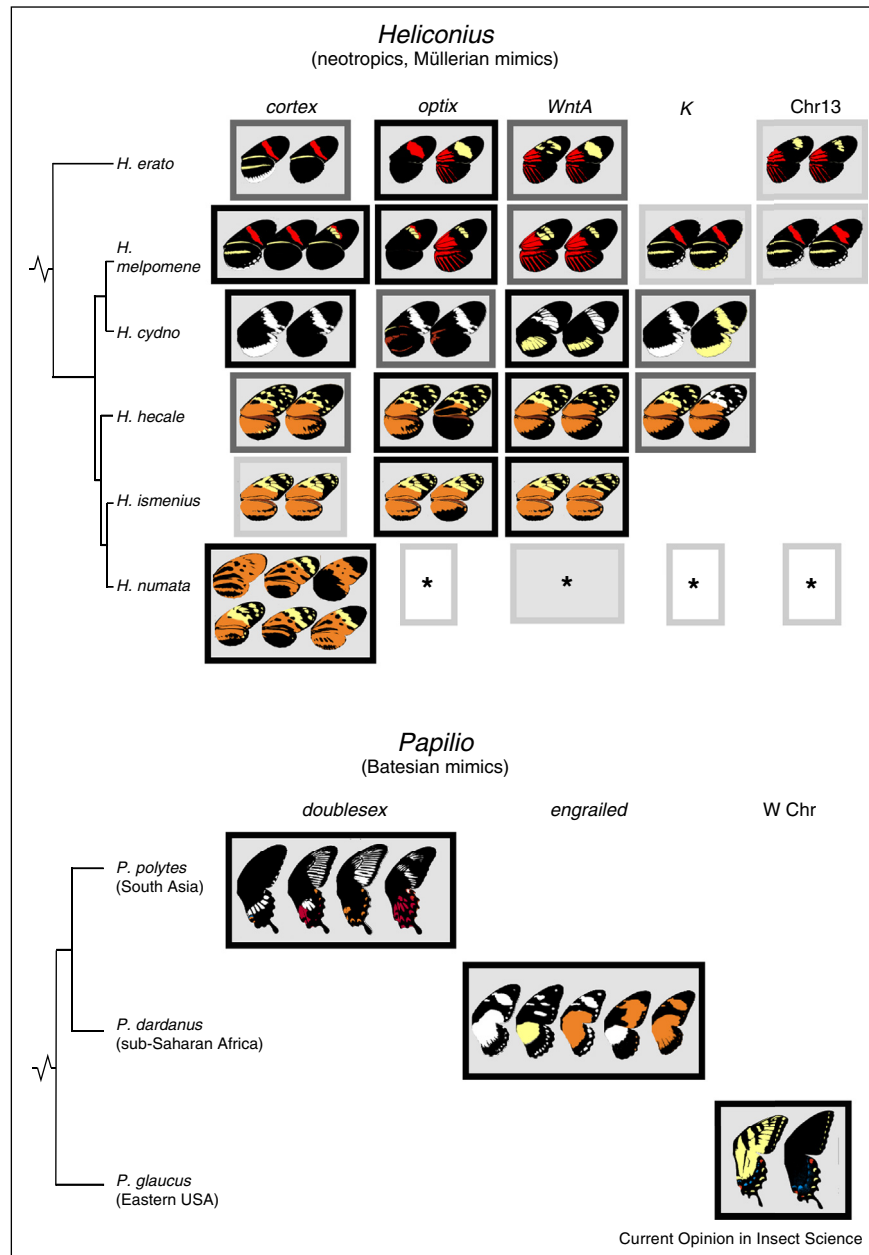 Heliconius
(neotropics, Müllerian mimics)
cortex optix WntA K Chr13
H. erato
H.
melpomene
H. cydno
H. hecale
H. ismenius
H. numata * * * *
Papilio
(Batesian mimics)
doublesex engrailed W Chr
P. polytes
(South Asia)
P. dardanus
(sub-Saharan Africa)
P. glaucus
(Eastern USA)
Current Opinion in Insect Science